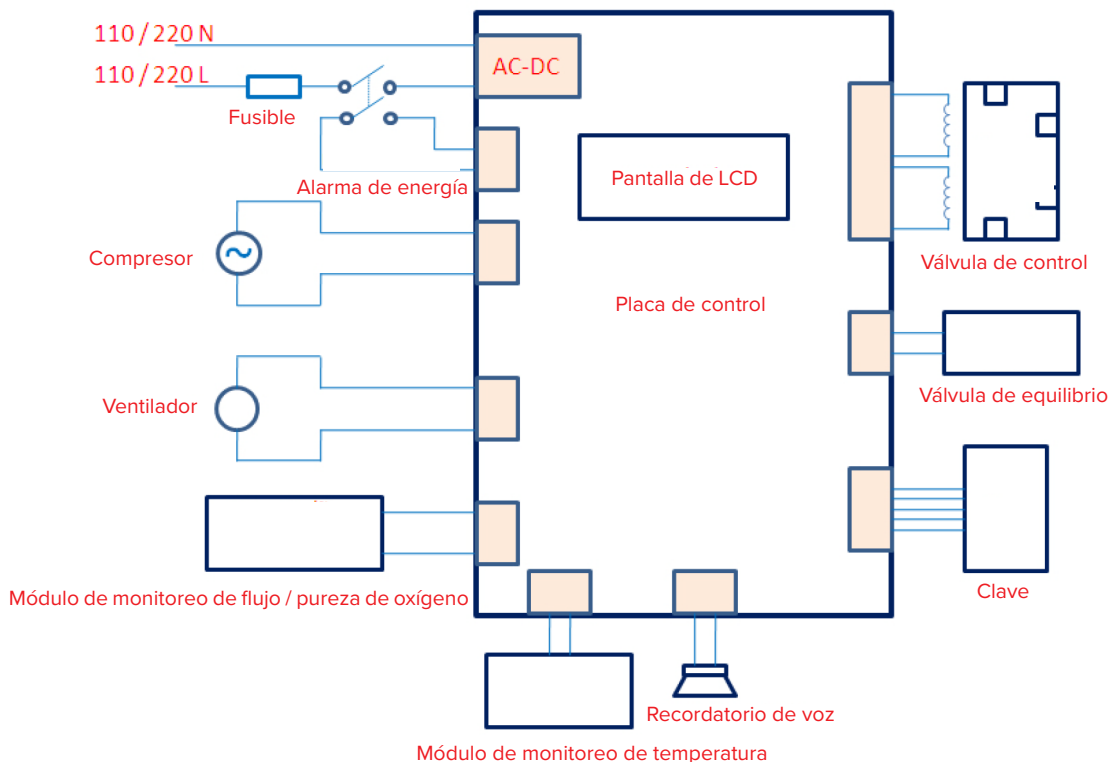 110 / 220 N
110 / 220 L
AC-DC
Fusible
Alarma de energía
Pantalla de LCD
Compresor
Válvula de control
Placa de control
Ventilador
Válvula de equilibrio
Módulo de monitoreo de flujo / pureza de oxígeno
Clave
Recordatorio de voz
Módulo de monitoreo de temperatura